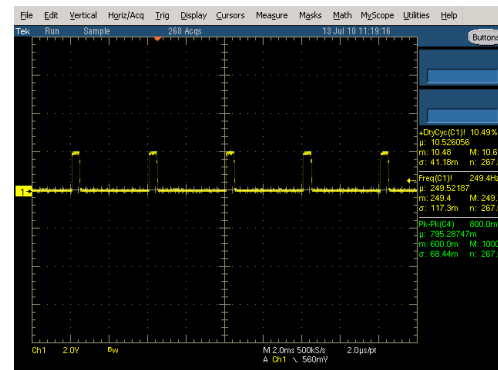 File Edit Vertical Horiz/Acq Trig Display Cursors Measure Masks Math MyScope Utilities Help
Tek Run Sample 268 Acqs 13 Jul 10 11:19:16
Buttons
+DtyCyc(C1)! 10.49%
µ: 10.526056
m: 10.48 M: 10.6
σ: 41.18m n: 267.
Freq(C1)! 249.4Hz
µ: 249.52187
m: 249.4 M: 249.
σ: 117.3m n: 267.
Pk-Pk(C4) 800.0m
µ: 795.28747m
m: 600.0m M: 1000
σ: 68.44m n: 267.
1
Ch1 2.0V Bw
M 2.0ms 500kS/s 2.0µs/pt
A Ch1 \ 560mV